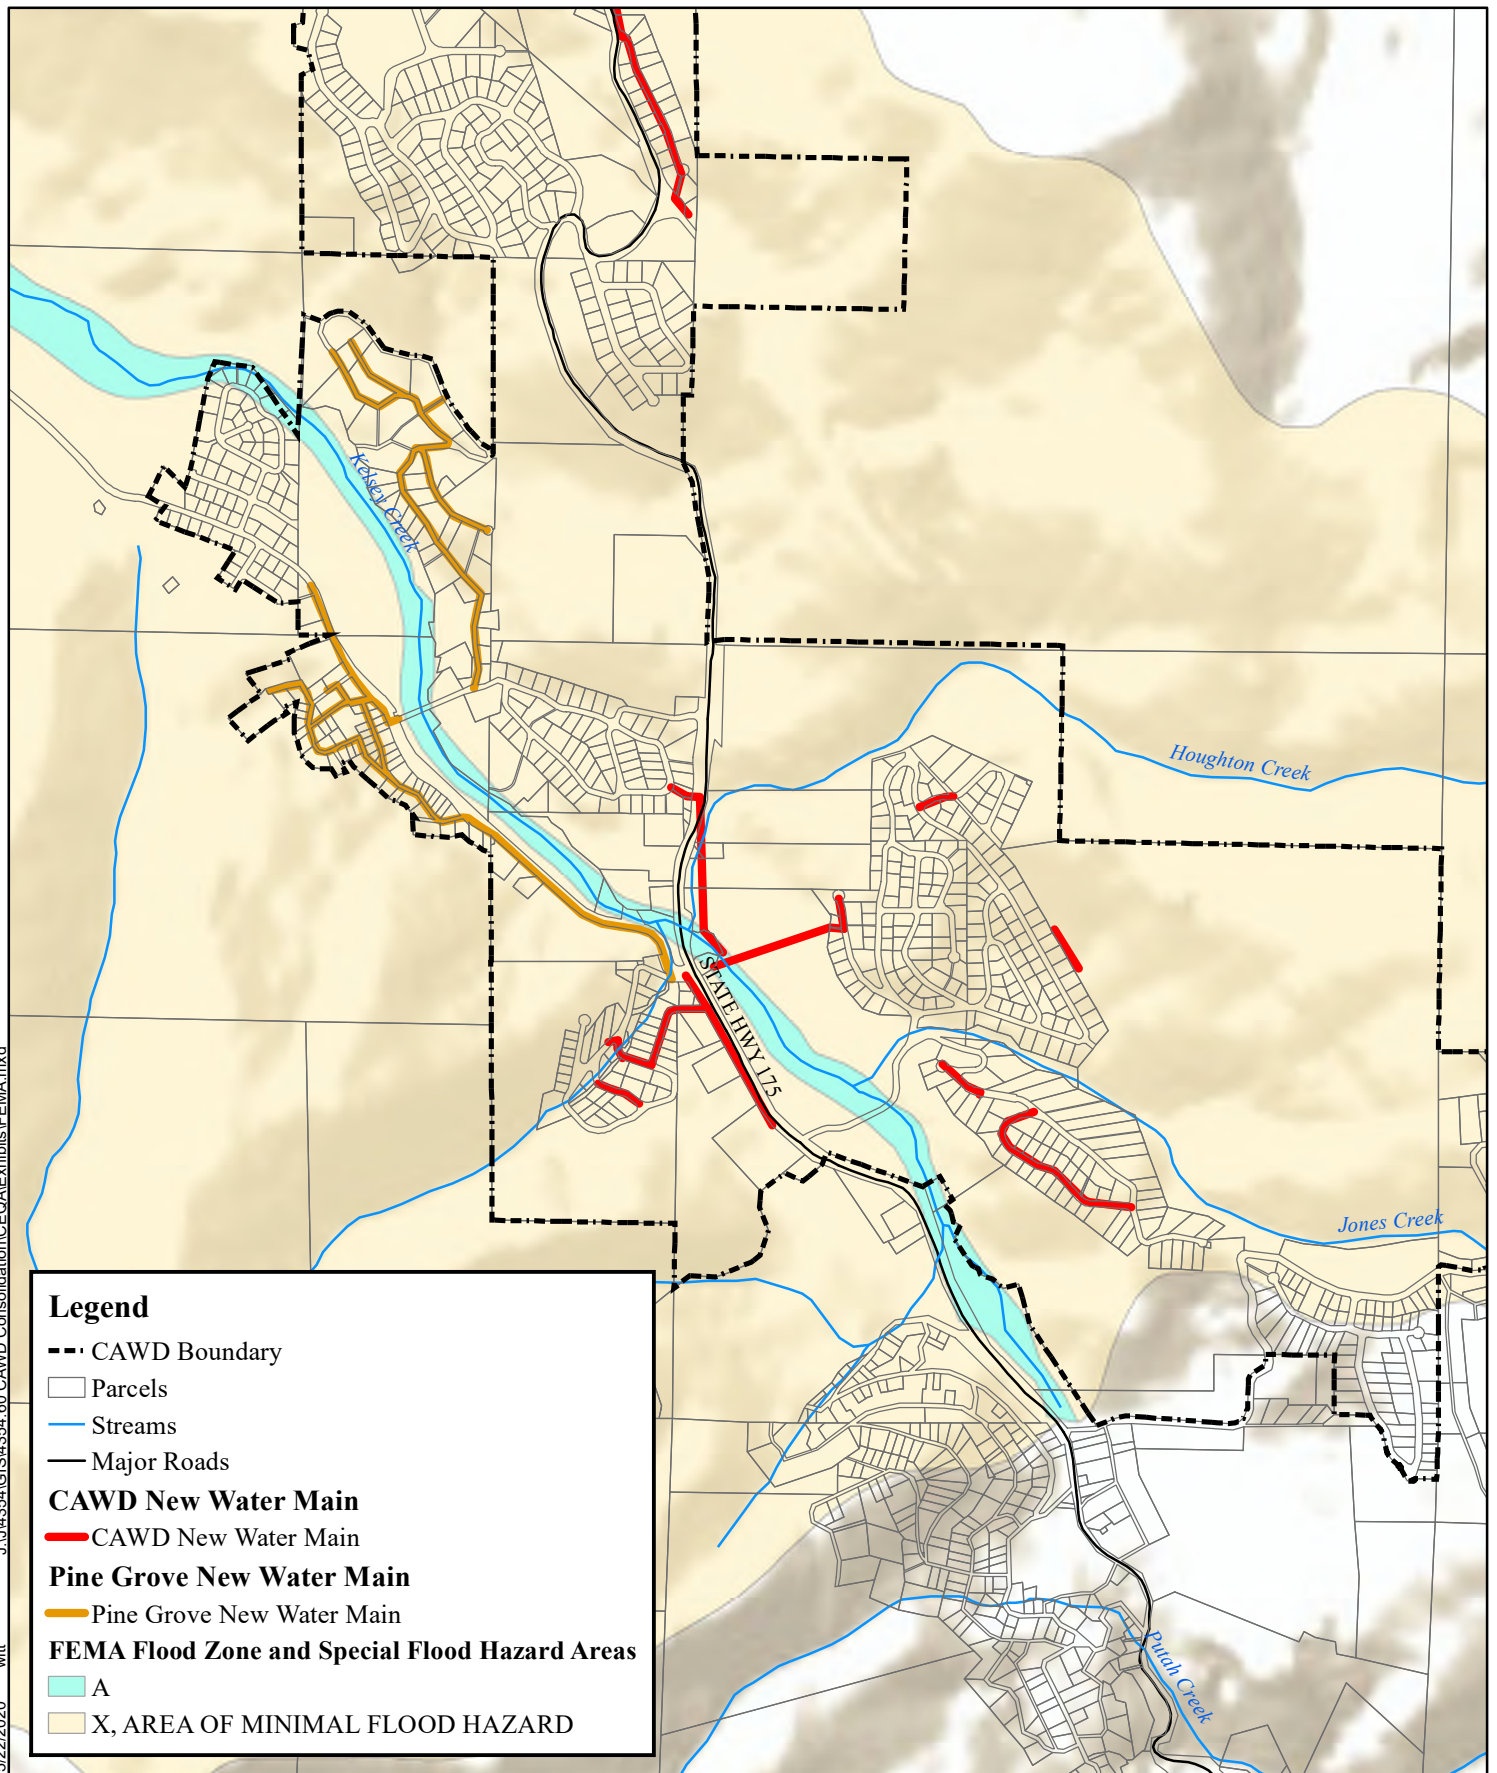 Kelsey Creek
Houghton Creek
STATE HWY 175
Jones Creek
Putah Creek
Legend
CAWD Boundary
Parcels
Streams
Major Roads
CAWD New Water Main
CAWD New Water Main
Pine Grove New Water Main
Pine Grove New Water Main
FEMA Flood Zone and Special Flood Hazard Areas
A
X, AREA OF MINIMAL FLOOD HAZARD